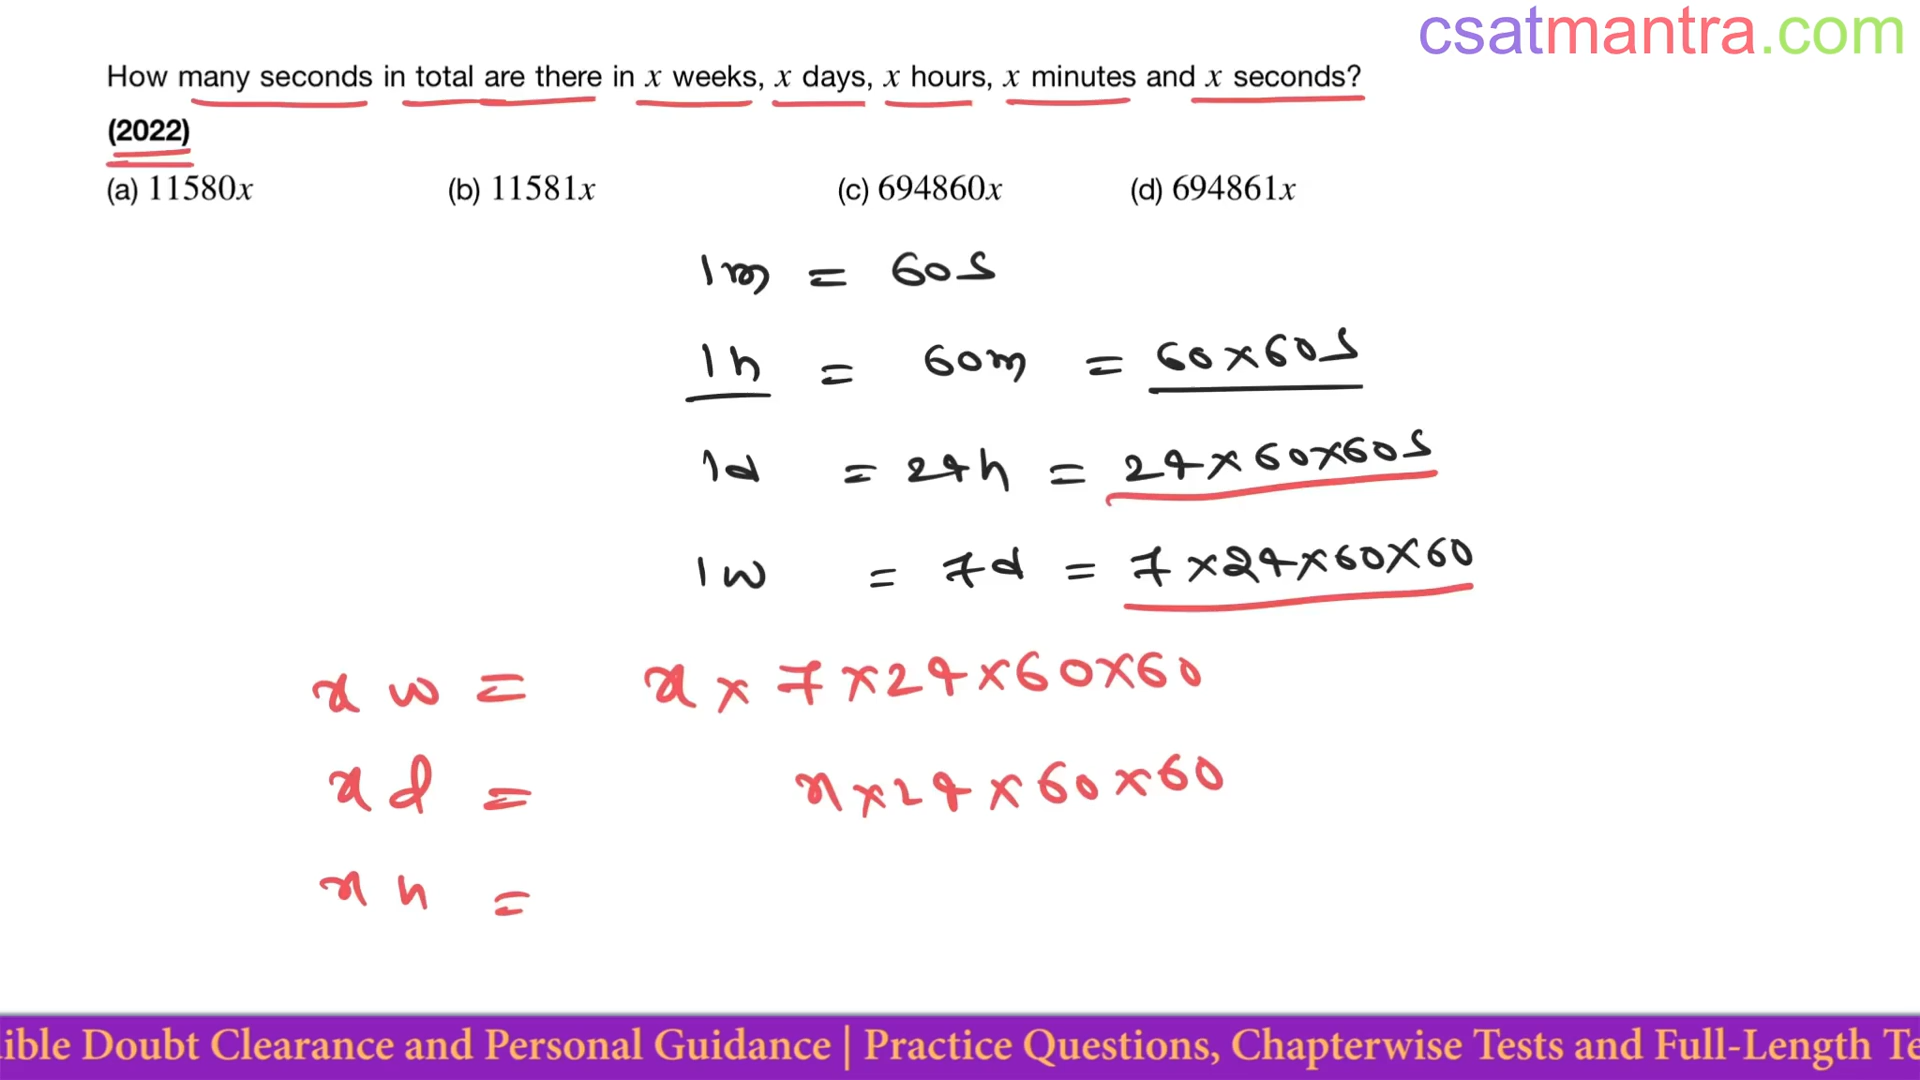 csatmantra.com
How many seconds in total are there in x weeks, x days, x hours, x minutes and x seconds?
(2022)
(a) 11580x (b) 11581x (c) 694860x (d) 694861x
1m = 60s
1h = 60m = 60×60s
1d = 24h = 24×60×60s
1w = 7d = 7×24×60×60
x w = x × 7×24×60×60
x d = x×24×60×60
x h =
ible Doubt Clearance and Personal Guidance | Practice Questions, Chapterwise Tests and Full-Length Te